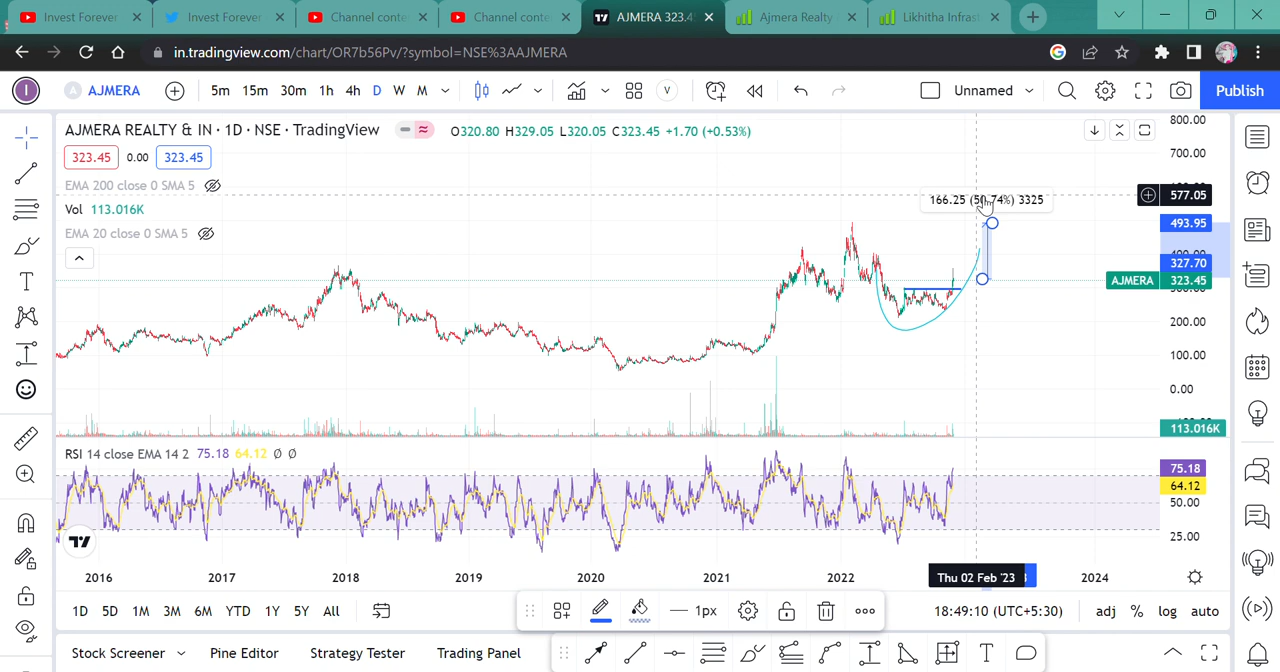 Invest Forever
Invest Forever
Channel conte
Channel conte
AJMERA 323.4
Ajmera Realty
Likhitha Infras
in.tradingview.com/chart/OR7b56Pv/?symbol=NSE%3AAJMERA
I
A AJMERA 5m 15m 30m 1h 4h D W M V Unnamed Publish
AJMERA REALTY & IN · 1D · NSE · TradingView O320.80 H329.05 L320.05 C323.45 +1.70 (+0.53%)
323.45 0.00 323.45
EMA 200 close 0 SMA 5
Vol 113.016K
EMA 20 close 0 SMA 5
166.25 (50.74%) 3325
800.00
700.00
577.05
493.95
327.70
AJMERA 323.45
200.00
100.00
0.00
113.016K
RSI 14 close EMA 14 2 75.18 64.12 Ø Ø
75.18
64.12
50.00
25.00
2016 2017 2018 2019 2020 2021 2022 Thu 02 Feb '23 2024
1D 5D 1M 3M 6M YTD 1Y 5Y All 1px 18:49:10 (UTC+5:30) adj % log auto
Stock Screener Pine Editor Strategy Tester Trading Panel